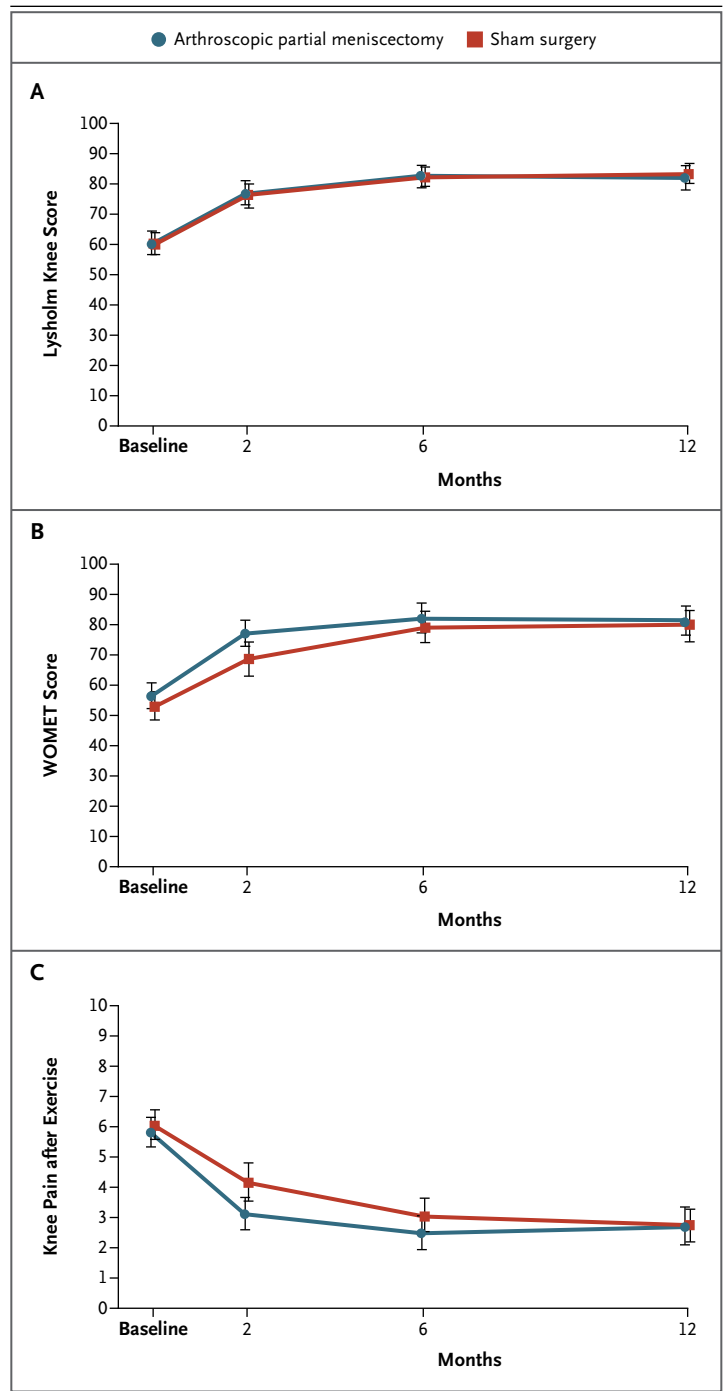 Arthroscopic partial meniscectomy Sham surgery
A
Lysholm Knee Score
100
90
80
70
60
50
40
30
20
10
0
Baseline 2 6 12
Months
B
WOMET Score
100
90
80
70
60
50
40
30
20
10
0
Baseline 2 6 12
Months
C
Knee Pain after Exercise
10
9
8
7
6
5
4
3
2
1
0
Baseline 2 6 12
Months